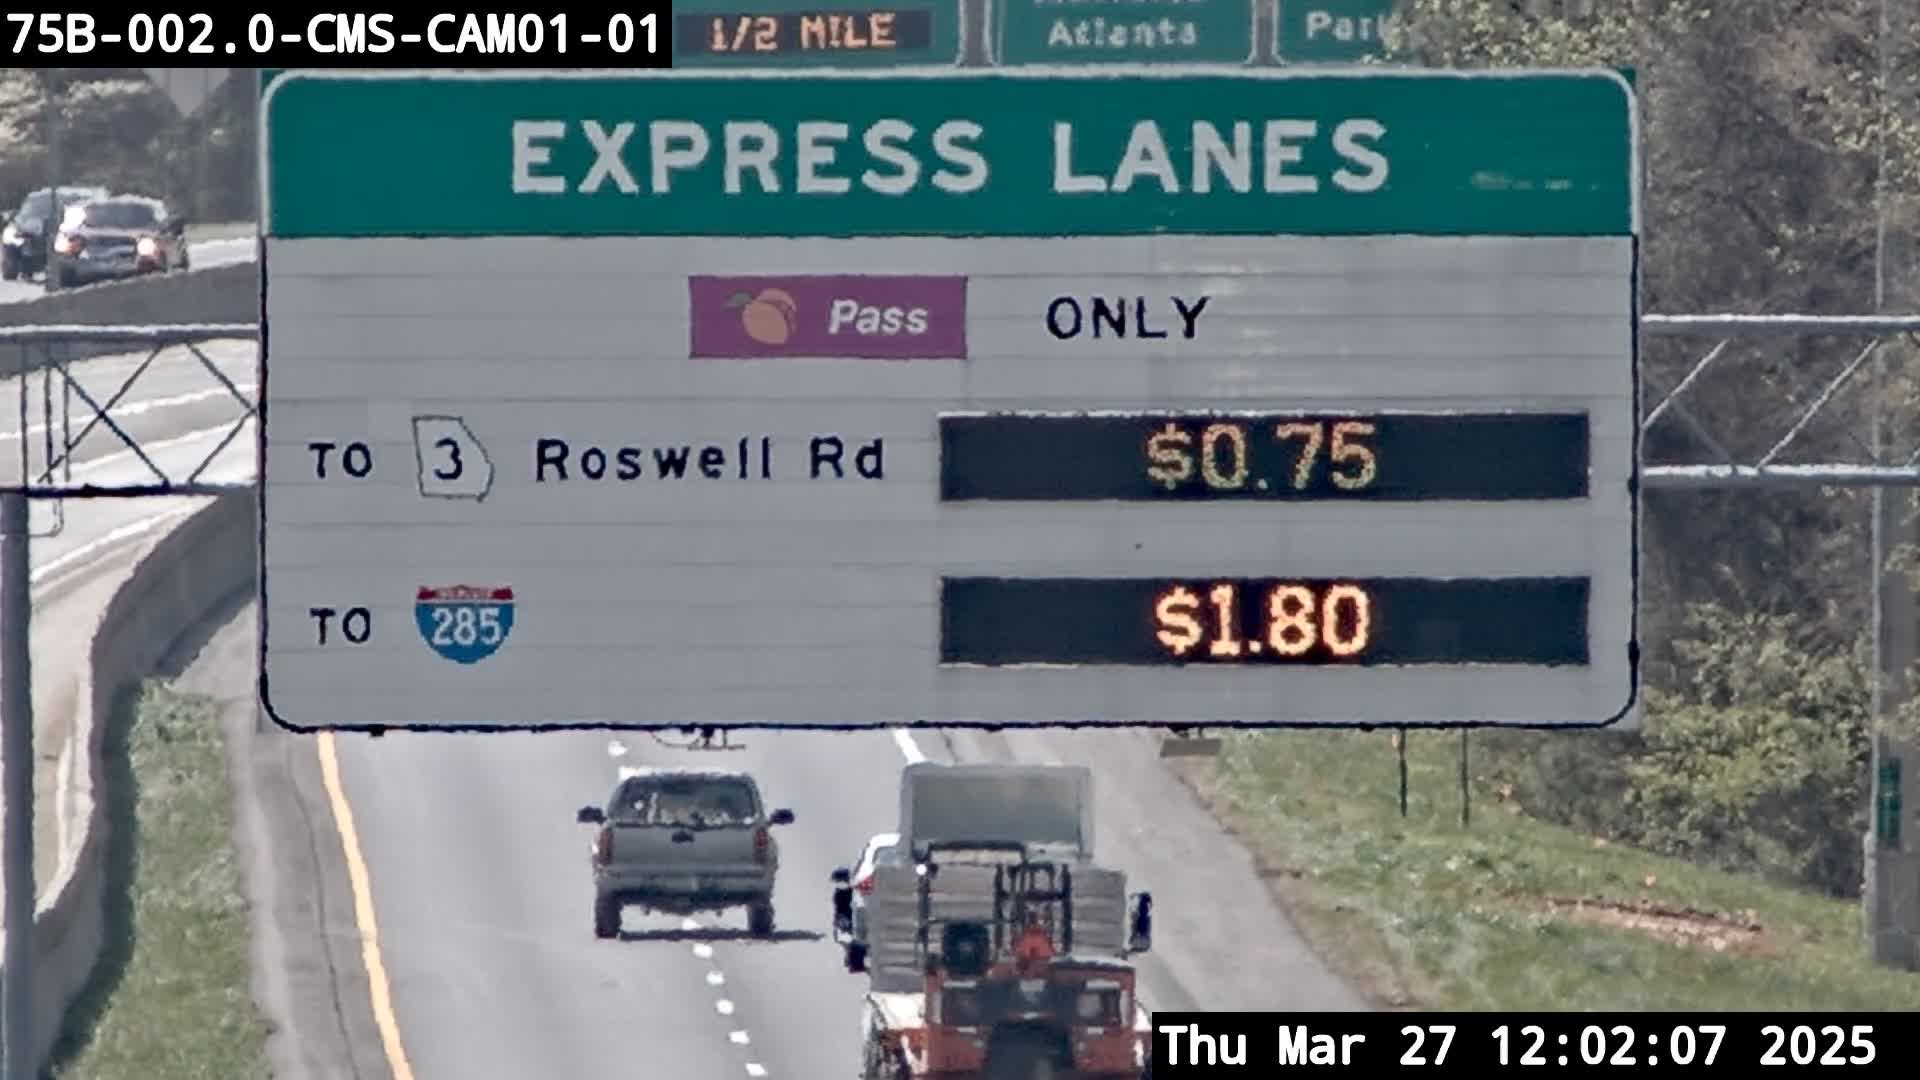 75B-002.0-CMS-CAM01-01
1/2 MILE
Atlanta
EXPRESS LANES
Pass ONLY
TO 3 Roswell Rd $0.75
TO 285 $1.80
Thu Mar 27 12:02:07 2025